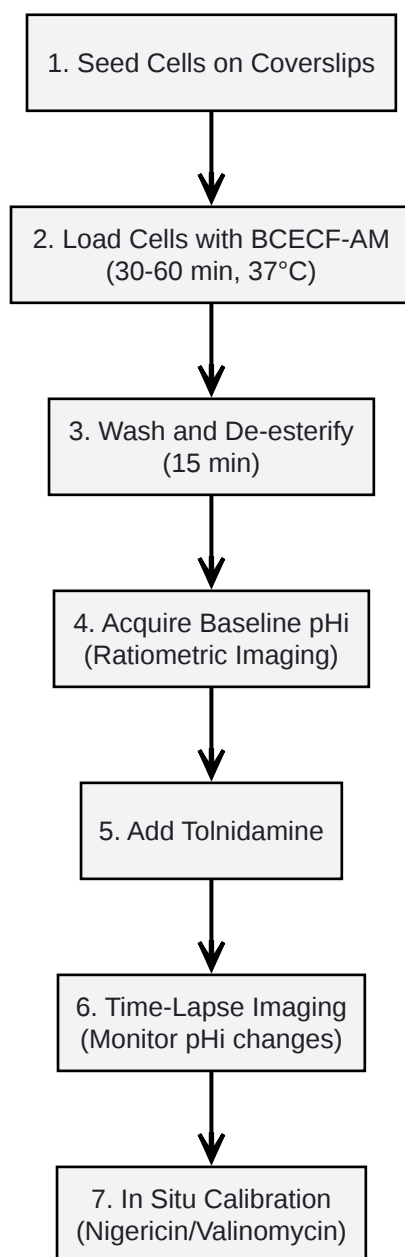 1. Seed Cells on Coverslips
2. Load Cells with BCECF-AM
(30-60 min, 37°C)
3. Wash and De-esterify
(15 min)
4. Acquire Baseline pHi
(Ratiometric Imaging)
5. Add Tolnidamine
6. Time-Lapse Imaging
(Monitor pHi changes)
7. In Situ Calibration
(Nigericin/Valinomycin)